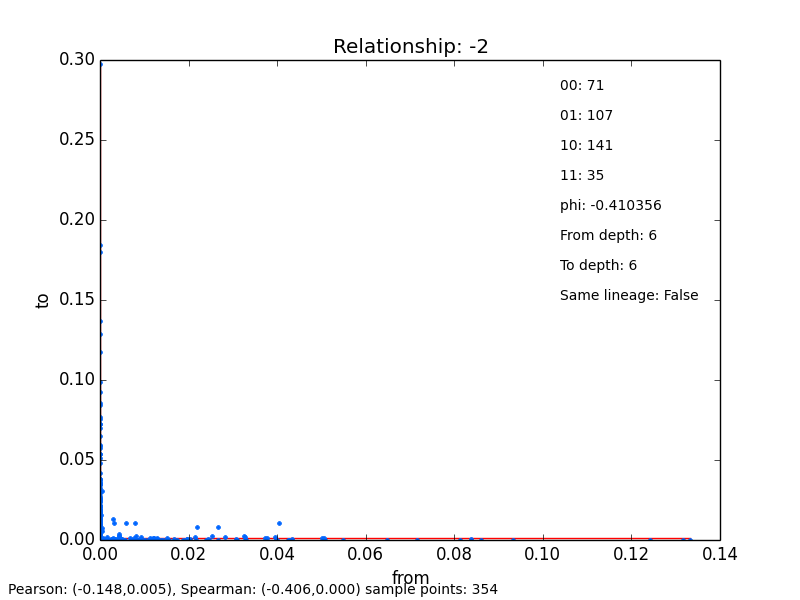 Relationship: -2
0.30
0.25
0.20
0.15
0.10
0.05
0.00
to
00: 71
01: 107
10: 141
11: 35
phi: -0.410356
From depth: 6
To depth: 6
Same lineage: False
0.00 0.02 0.04 0.06 0.08 0.10 0.12 0.14
from
Pearson: (-0.148,0.005), Spearman: (-0.406,0.000) sample points: 354